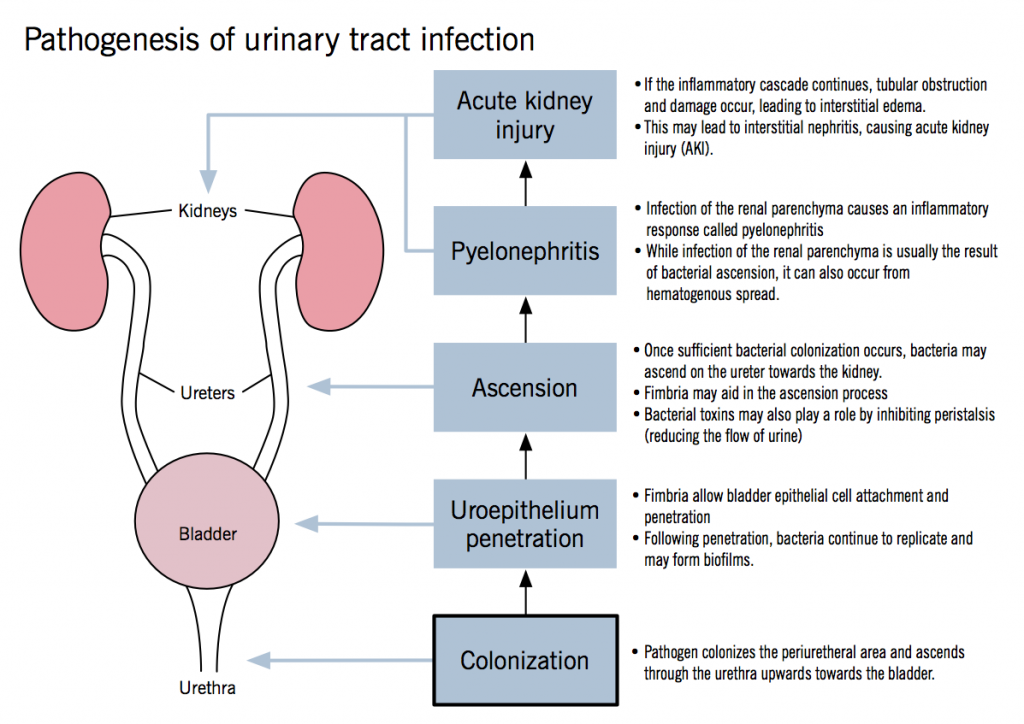 Pathogenesis of urinary tract infection
Acute kidney
injury
• If the inflammatory cascade continues, tubular obstruction
and damage occur, leading to interstitial edema.
• This may lead to interstitial nephritis, causing acute kidney
injury (AKI).
Kidneys
Pyelonephritis
• Infection of the renal parenchyma causes an inflammatory
response called pyelonephritis
• While infection of the renal parenchyma is usually the result
of bacterial ascension, it can also occur from
hematogenous spread.
Ureters
Ascension
• Once sufficient bacterial colonization occurs, bacteria may
ascend on the ureter towards the kidney.
• Fimbria may aid in the ascension process
• Bacterial toxins may also play a role by inhibiting peristalsis
(reducing the flow of urine)
Bladder
Uroepithelium
penetration
• Fimbria allow bladder epithelial cell attachment and
penetration
• Following penetration, bacteria continue to replicate and
may form biofilms.
Urethra
Colonization
• Pathogen colonizes the periuretheral area and ascends
through the urethra upwards towards the bladder.